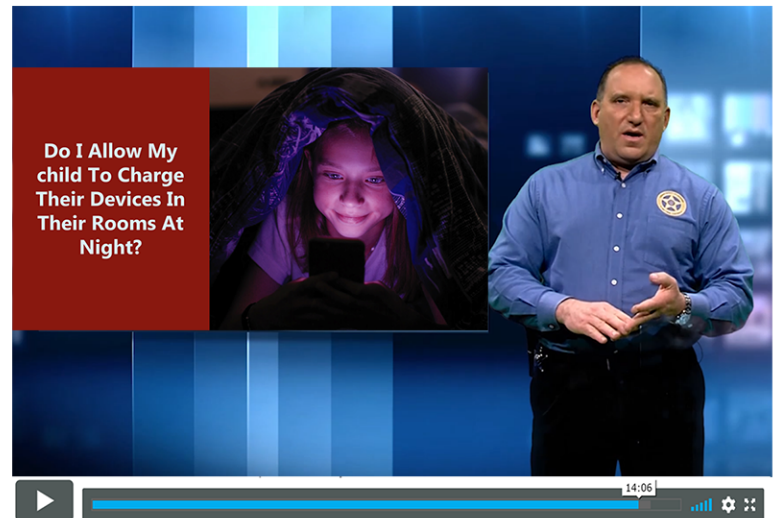 Do I Allow My
child To Charge
Their Devices In
Their Rooms At
Night?
14:06